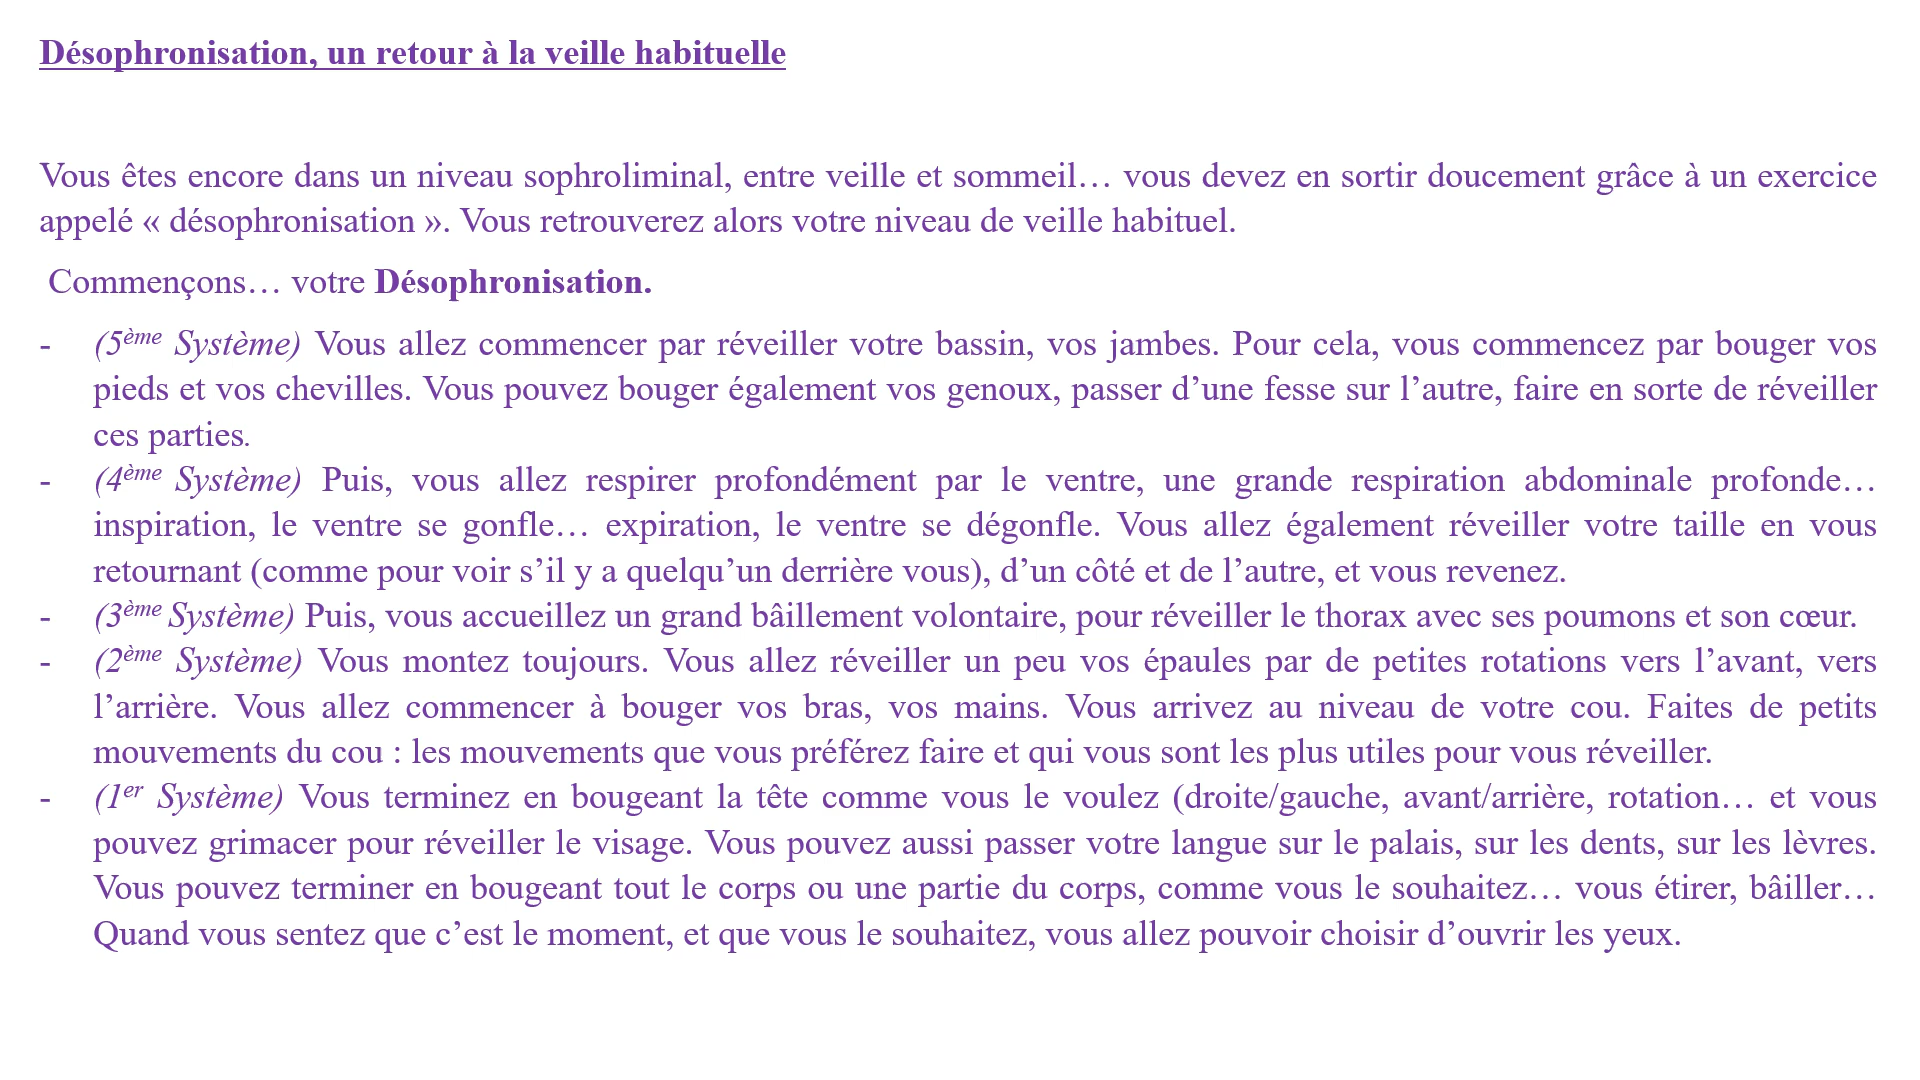 Désophronisation, un retour à la veille habituelle
Vous êtes encore dans un niveau sophroliminal, entre veille et sommeil… vous devez en sortir doucement grâce à un exercice
appelé « désophronisation ». Vous retrouverez alors votre niveau de veille habituel.
Commençons… votre Désophronisation.
- (5ème Système) Vous allez commencer par réveiller votre bassin, vos jambes. Pour cela, vous commencez par bouger vos
pieds et vos chevilles. Vous pouvez bouger également vos genoux, passer d’une fesse sur l’autre, faire en sorte de réveiller
ces parties.
- (4ème Système) Puis, vous allez respirer profondément par le ventre, une grande respiration abdominale profonde…
inspiration, le ventre se gonfle… expiration, le ventre se dégonfle. Vous allez également réveiller votre taille en vous
retournant (comme pour voir s’il y a quelqu’un derrière vous), d’un côté et de l’autre, et vous revenez.
- (3ème Système) Puis, vous accueillez un grand bâillement volontaire, pour réveiller le thorax avec ses poumons et son cœur.
- (2ème Système) Vous montez toujours. Vous allez réveiller un peu vos épaules par de petites rotations vers l’avant, vers
l’arrière. Vous allez commencer à bouger vos bras, vos mains. Vous arrivez au niveau de votre cou. Faites de petits
mouvements du cou : les mouvements que vous préférez faire et qui vous sont les plus utiles pour vous réveiller.
- (1er Système) Vous terminez en bougeant la tête comme vous le voulez (droite/gauche, avant/arrière, rotation… et vous
pouvez grimacer pour réveiller le visage. Vous pouvez aussi passer votre langue sur le palais, sur les dents, sur les lèvres.
Vous pouvez terminer en bougeant tout le corps ou une partie du corps, comme vous le souhaitez… vous étirer, bâiller…
Quand vous sentez que c’est le moment, et que vous le souhaitez, vous allez pouvoir choisir d’ouvrir les yeux.